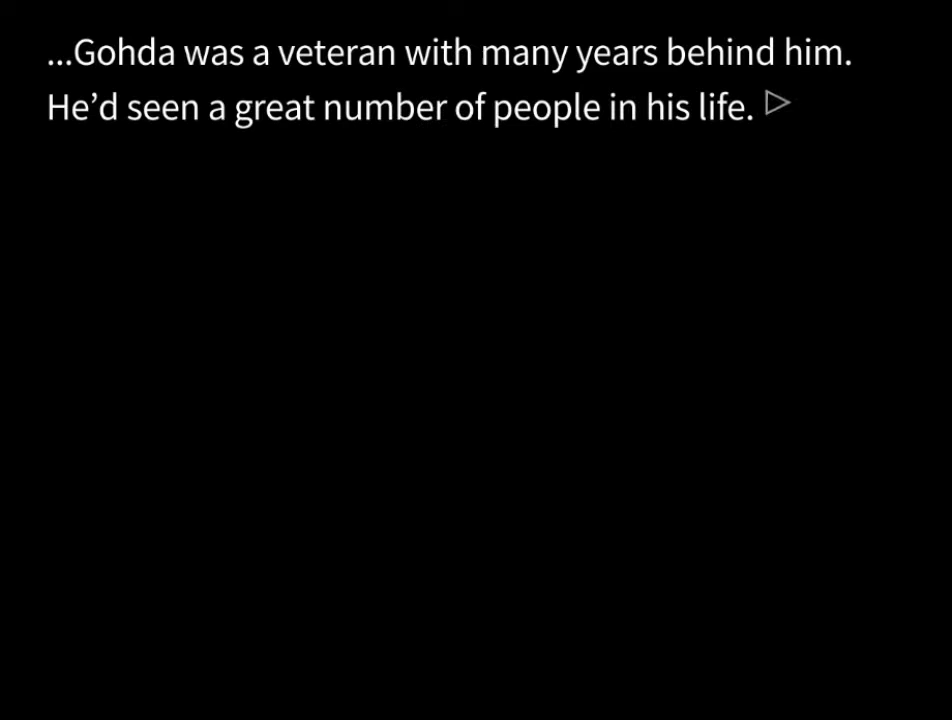 ...Gohda was a veteran with many years behind him.
He’d seen a great number of people in his life.